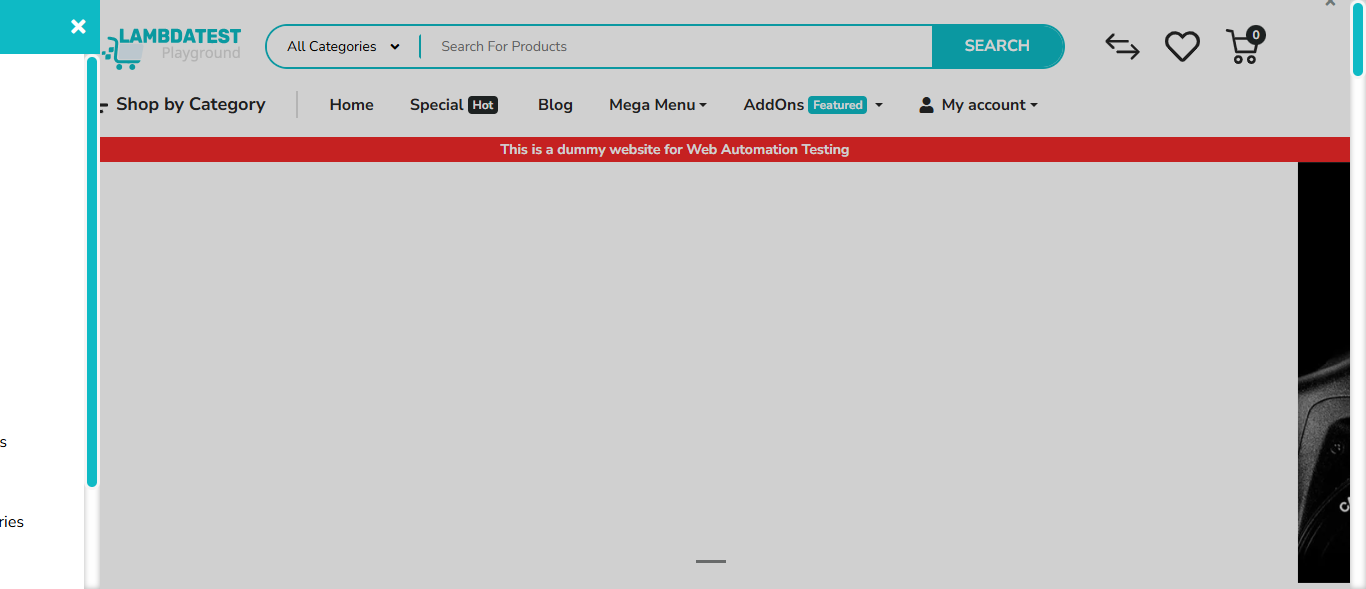 LAMBDATEST
Playground
All Categories
Search For Products
SEARCH
0
Shop by Category
Home
Special Hot
Blog
Mega Menu
AddOns Featured
My account
This is a dummy website for Web Automation Testing
s
ries